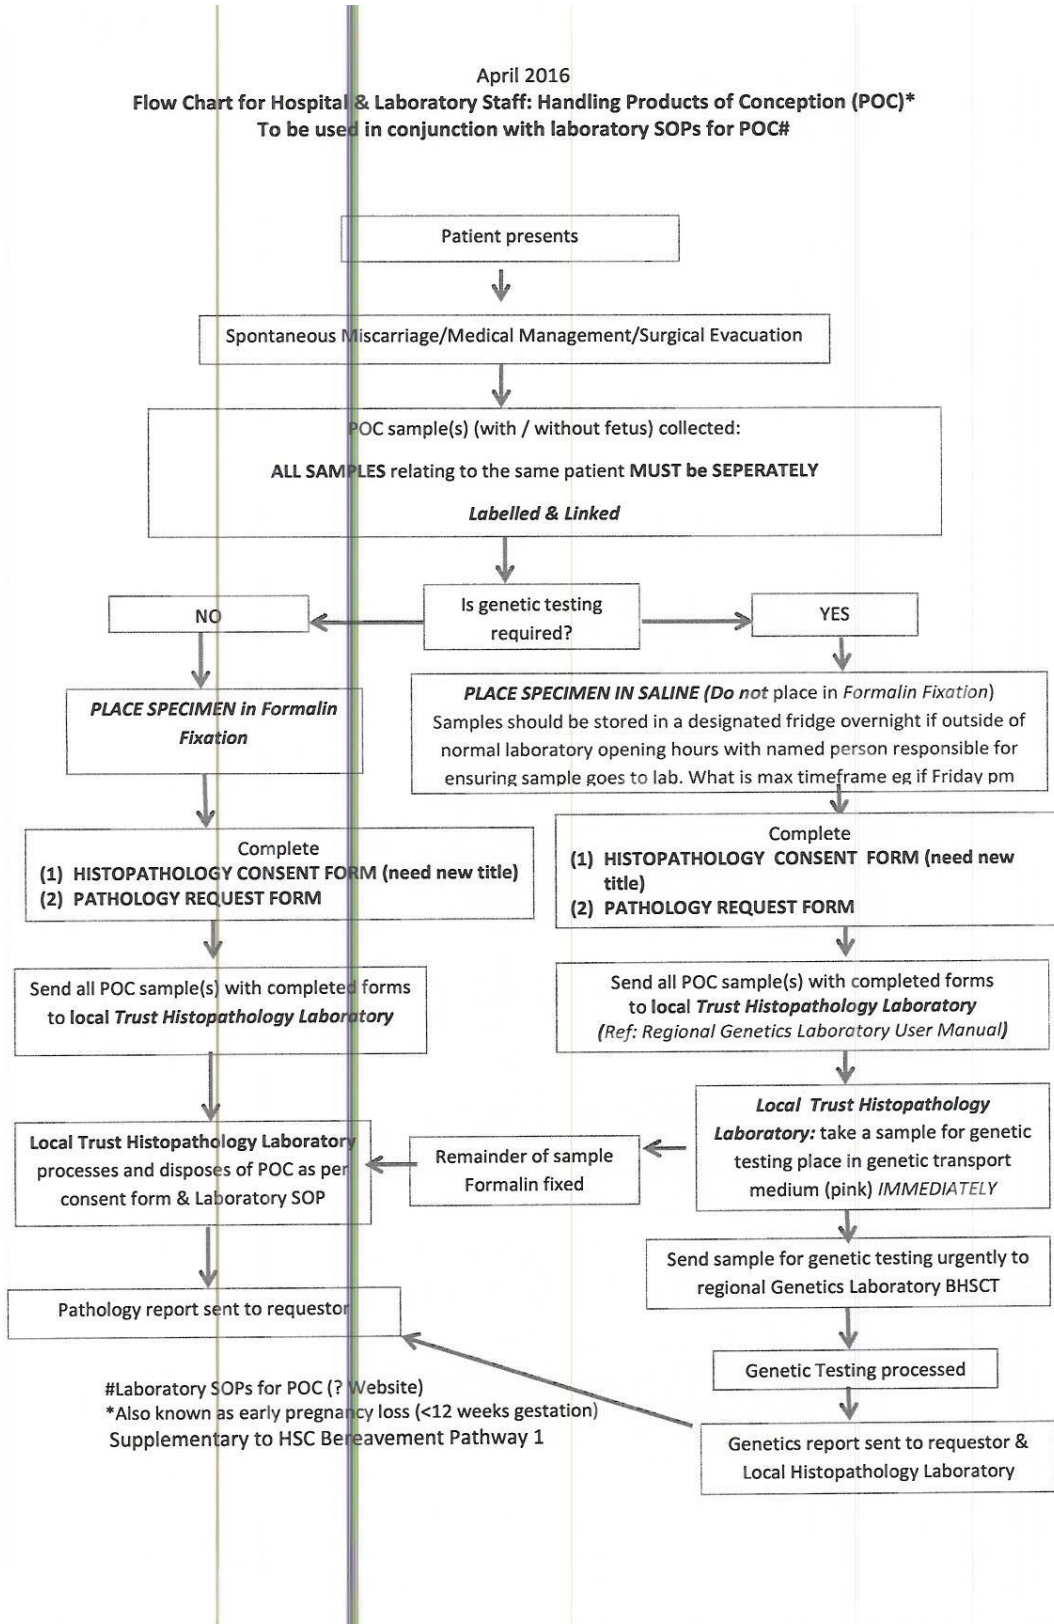 April 2016
Flow Chart for Hospital & Laboratory Staff: Handling Products of Conception (POC)*
To be used in conjunction with laboratory SOPs for POC#
Patient presents
Spontaneous Miscarriage/Medical Management/Surgical Evacuation
POC sample(s) (with / without fetus) collected:
ALL SAMPLES relating to the same patient MUST be SEPERATELY
Labelled & Linked
Is genetic testing
required?
NO
YES
PLACE SPECIMEN in Formalin
Fixation
PLACE SPECIMEN IN SALINE (Do not place in Formalin Fixation)
Samples should be stored in a designated fridge overnight if outside of
normal laboratory opening hours with named person responsible for
ensuring sample goes to lab. What is max timeframe eg if Friday pm
Complete
(1) HISTOPATHOLOGY CONSENT FORM (need new title)
(2) PATHOLOGY REQUEST FORM
Complete
(1) HISTOPATHOLOGY CONSENT FORM (need new
title)
(2) PATHOLOGY REQUEST FORM
Send all POC sample(s) with completed forms
to local Trust Histopathology Laboratory
Send all POC sample(s) with completed forms
to local Trust Histopathology Laboratory
(Ref: Regional Genetics Laboratory User Manual)
Local Trust Histopathology Laboratory
processes and disposes of POC as per
consent form & Laboratory SOP
Remainder of sample
Formalin fixed
Local Trust Histopathology
Laboratory: take a sample for genetic
testing place in genetic transport
medium (pink) IMMEDIATELY
Send sample for genetic testing urgently to
regional Genetics Laboratory BHSCT
Pathology report sent to requestor
Genetic Testing processed
Genetics report sent to requestor &
Local Histopathology Laboratory
#Laboratory SOPs for POC (? Website)
*Also known as early pregnancy loss (<12 weeks gestation)
Supplementary to HSC Bereavement Pathway 1